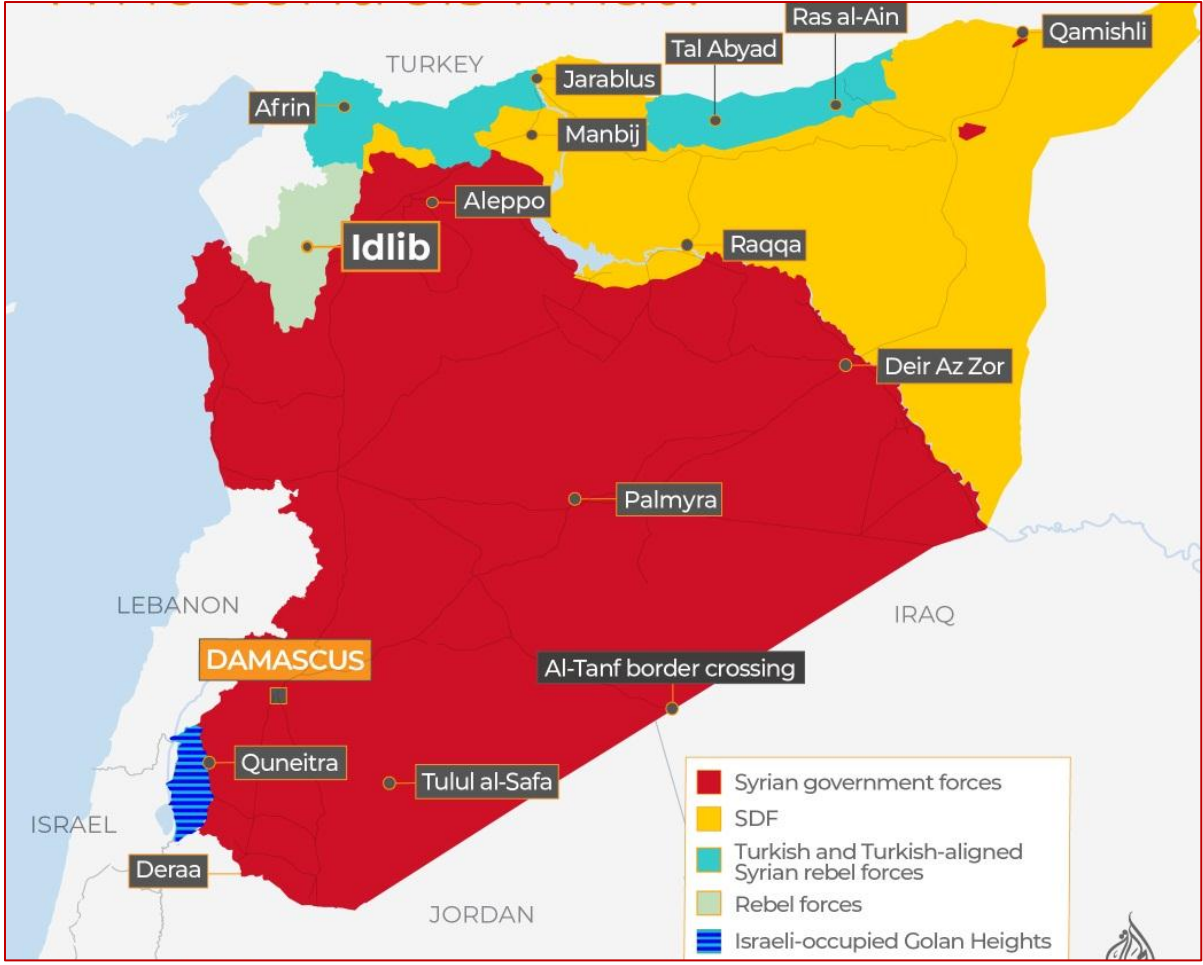 Ras al-Ain
Qamishli
Tal Abyad
TURKEY
Jarablus
Afrin
Manbij
Aleppo
Idlib
Raqqa
Deir Az Zor
Palmyra
LEBANON
IRAQ
DAMASCUS
Al-Tanf border crossing
Quneitra
Tulul al-Safa
ISRAEL
Deraa
JORDAN
Syrian government forces
SDF
Turkish and Turkish-aligned
Syrian rebel forces
Rebel forces
Israeli-occupied Golan Heights